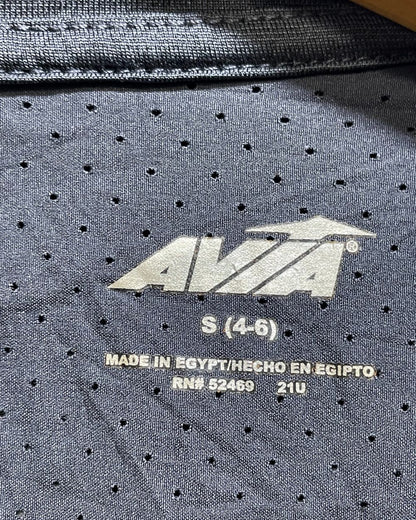 AVIA®
S (4-6)
MADE IN EGYPT/HECHO EN EGIPTO
RN# 52469 21U